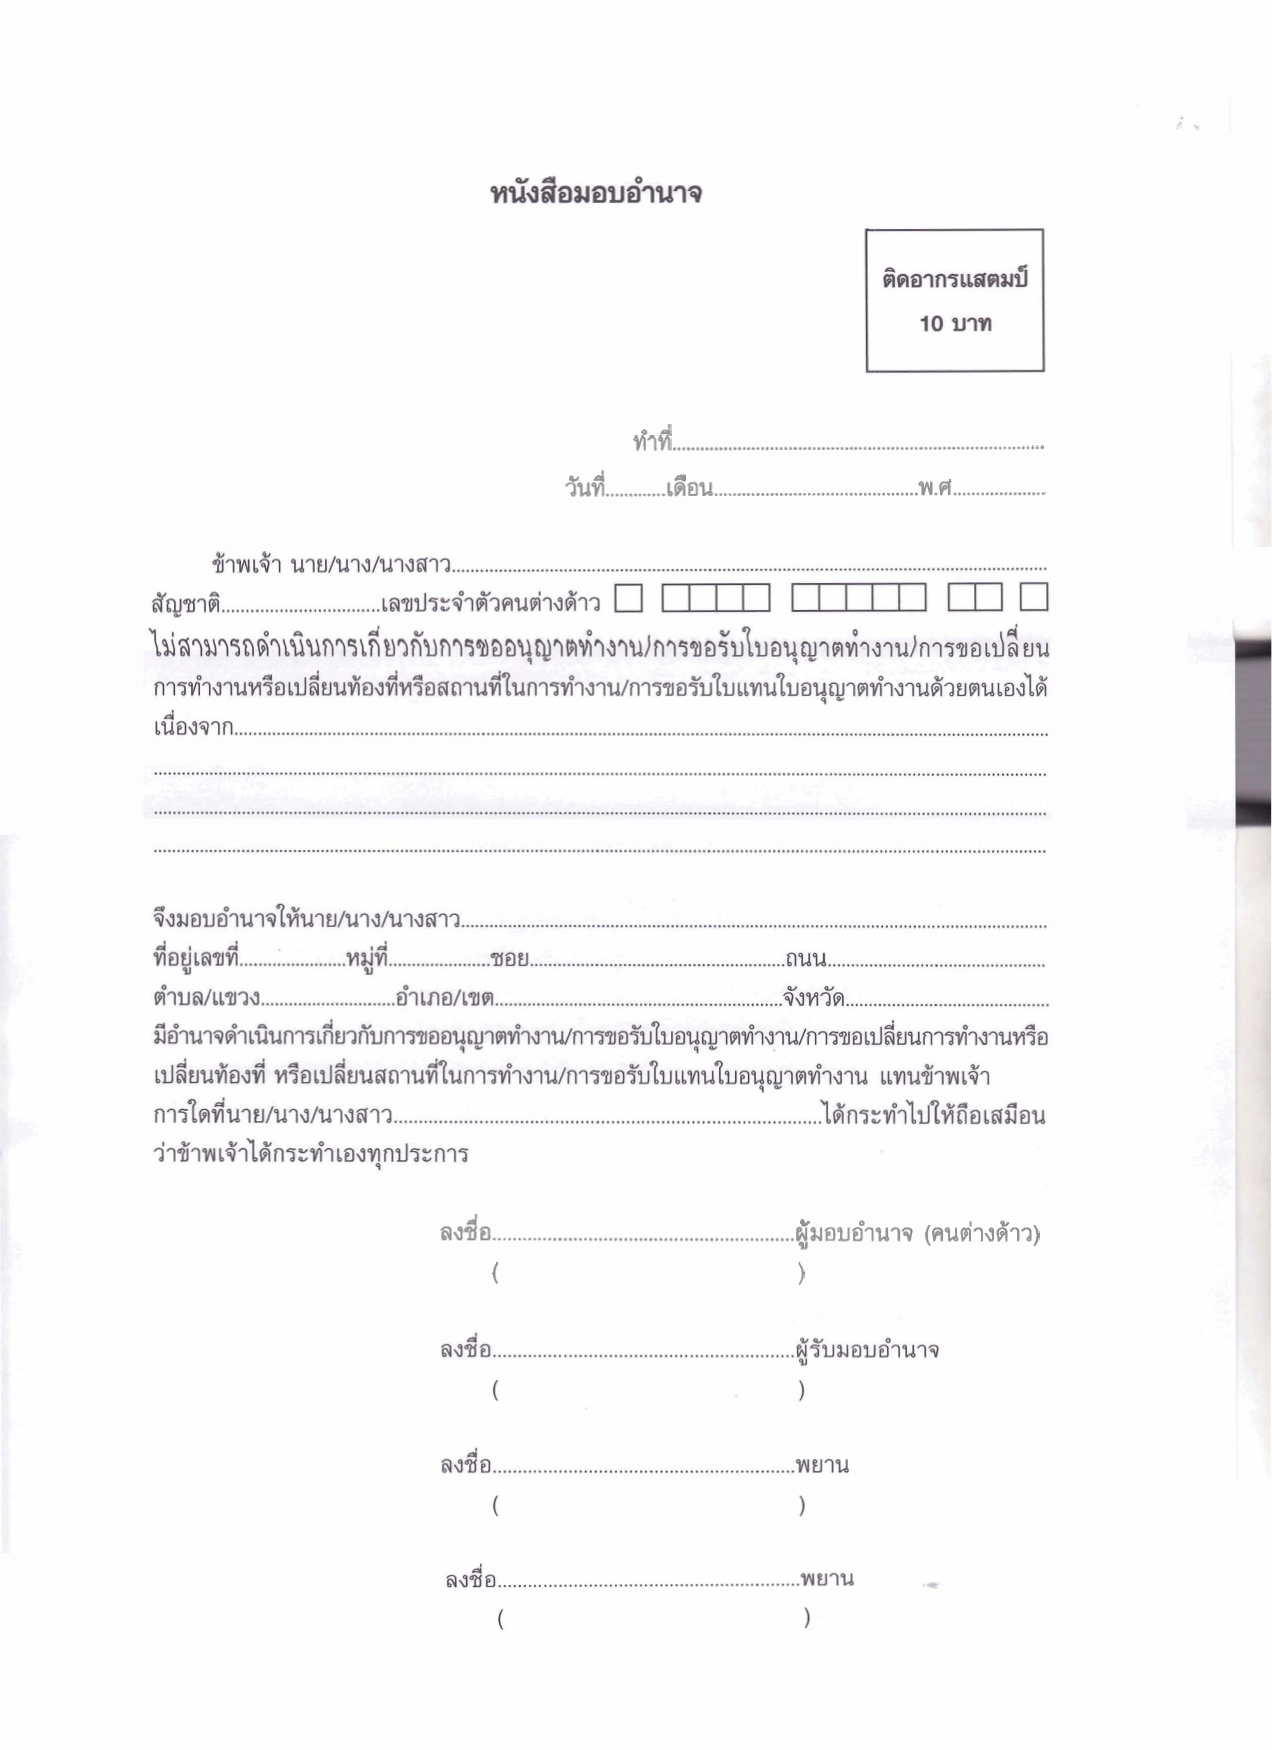 หนังสือมอบอำนาจ
ติดอากรแสตมป์
10 บาท
ทำที่................................................................................
วันที่.............เดือน............................................พ.ศ....................
ข้าพเจ้า นาย/นาง/นางสาว................................................................................................................................
สัญชาติ..................................เลขประจำตัวคนต่างด้าว
ไม่สามารถดำเนินการเกี่ยวกับการขออนุญาตทำงาน/การขอรับใบอนุญาตทำงาน/การขอเปลี่ยน
การทำงานหรือเปลี่ยนท้องที่หรือสถานที่ในการทำงาน/การขอรับใบแทนใบอนุญาตทำงานด้วยตนเองได้
เนื่องจาก................................................................................................................................
................................................................................................................................
................................................................................................................................
................................................................................................................................
จึงมอบอำนาจให้นาย/นาง/นางสาว................................................................................................................................
ที่อยู่เลขที่.......................หมู่ที่......................ซอย.......................................................ถนน...............................................
ตำบล/แขวง.............................อำเภอ/เขต..............................................................จังหวัด............................................
มีอำนาจดำเนินการเกี่ยวกับการขออนุญาตทำงาน/การขอรับใบอนุญาตทำงาน/การขอเปลี่ยนการทำงานหรือ
เปลี่ยนท้องที่ หรือเปลี่ยนสถานที่ในการทำงาน/การขอรับใบแทนใบอนุญาตทำงาน แทนข้าพเจ้า
การใดที่นาย/นาง/นางสาว............................................................................................ได้กระทำไปให้ถือเสมือน
ว่าข้าพเจ้าได้กระทำเองทุกประการ
ลงชื่อ..........................................................ผู้มอบอำนาจ (คนต่างด้าว)
( )
ลงชื่อ..........................................................ผู้รับมอบอำนาจ
( )
ลงชื่อ..........................................................พยาน
( )
ลงชื่อ..........................................................พยาน
( )